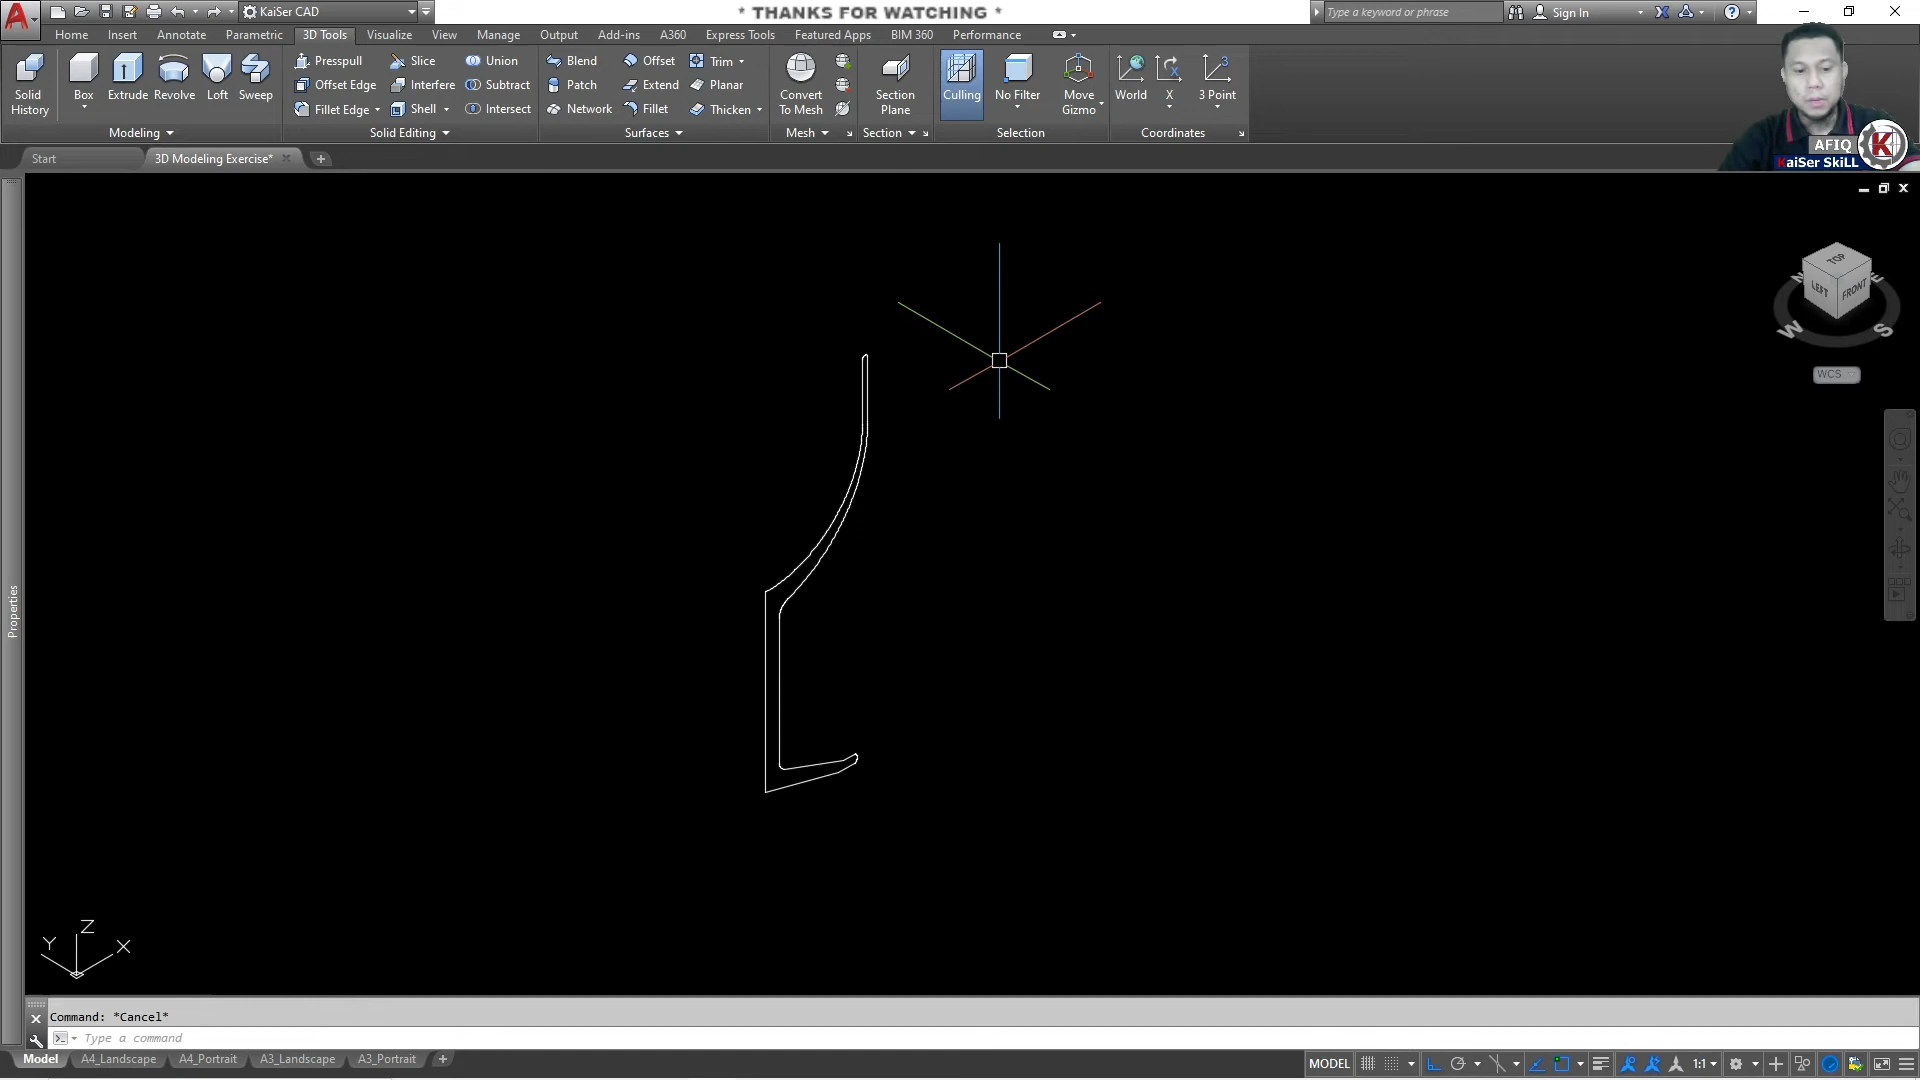 KaiSer CAD
* THANKS FOR WATCHING *
Type a keyword or phrase
Sign In
Home Insert Annotate Parametric 3D Tools Visualize View Manage Output Add-ins A360 Express Tools Featured Apps BIM 360 Performance
Solid History
Box
Extrude
Revolve
Loft
Sweep
Modeling
Presspull
Offset Edge
Fillet Edge
Slice
Interfere
Shell
Union
Subtract
Intersect
Solid Editing
Blend
Patch
Network
Offset
Extend
Fillet
Trim
Planar
Thicken
Surfaces
Convert To Mesh
Mesh
Section Plane
Section
Culling
No Filter
Move Gizmo
Selection
World
X
3 Point
Coordinates
AFIQ
KaiSer SkiLL
K
Start
3D Modeling Exercise*
TOP
LEFT
FRONT
N
E
W
S
WCS
Properties
Z
Y
X
Command: *Cancel*
Type a command
Model A4_Landscape A4_Portrait A3_Landscape A3_Portrait
MODEL
1:1